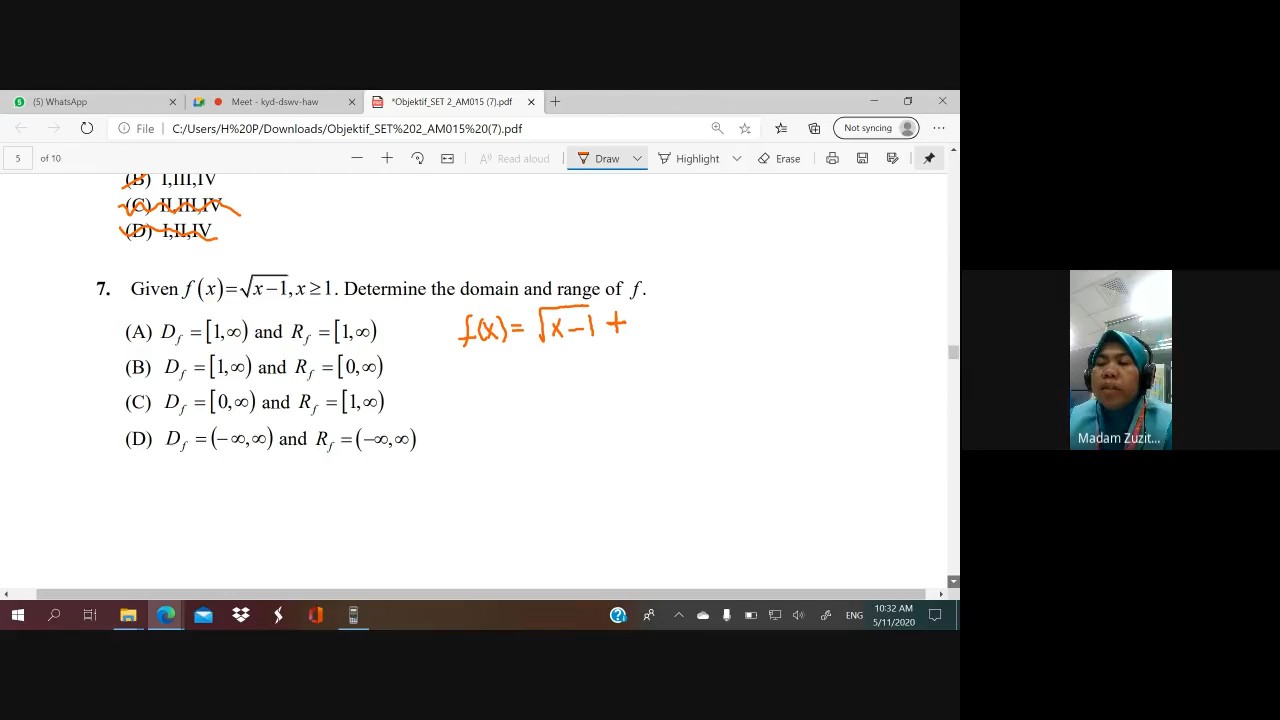 (5) WhatsApp
Meet - kyd-dswv-haw
*Objektif_SET 2_AM015 (7).pdf
File C:/Users/H%20P/Downloads/Objektif_SET%202_AM015%20(7).pdf
Not syncing
5 of 10
Read aloud
Draw
Highlight
Erase
(B) I,III,IV
(C) II,III,IV
(D) I,II,IV
7. Given f(x)=√x−1, x≥1. Determine the domain and range of f.
f(x) = √x−1 +
(A) D_f = [1,∞) and R_f = [1,∞)
(B) D_f = [1,∞) and R_f = [0,∞)
(C) D_f = [0,∞) and R_f = [1,∞)
(D) D_f = (−∞,∞) and R_f = (−∞,∞)
Madam Zuzit...
ENG
10:32 AM
5/11/2020